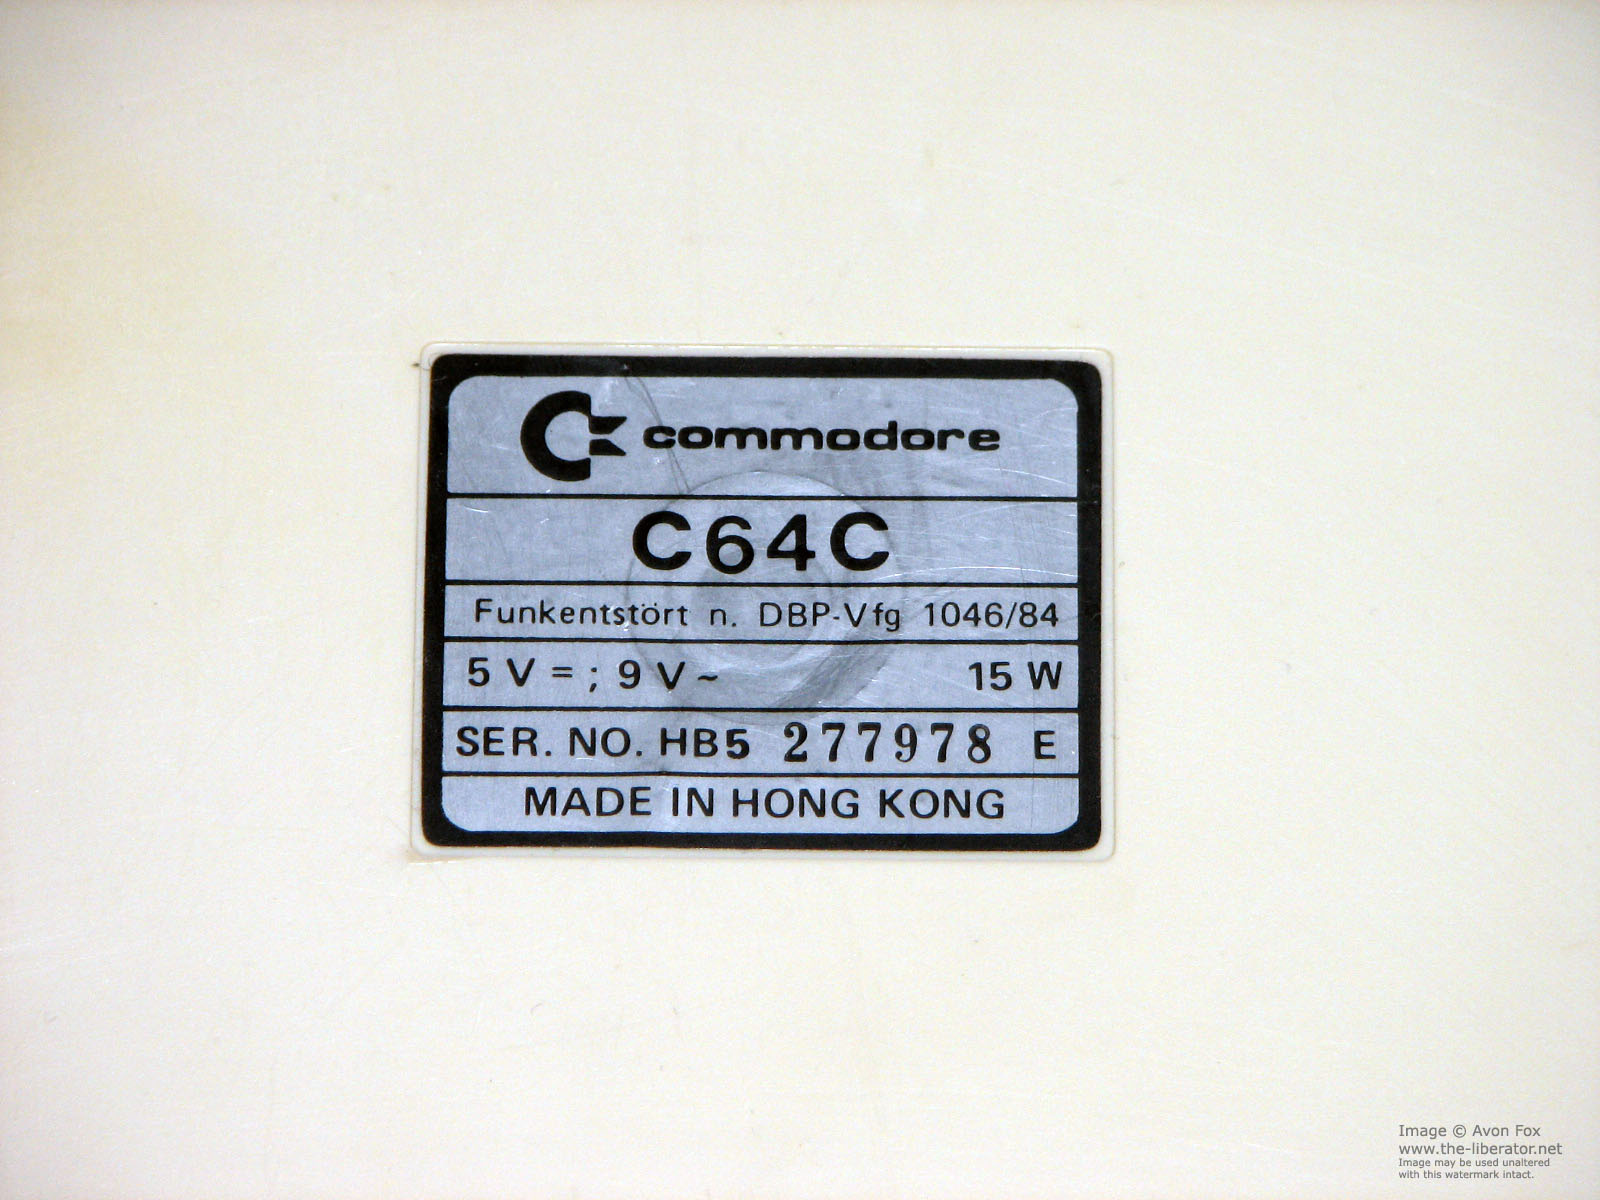 commodore
C64C
Funkentstört n. DBP-Vfg 1046/84
5 V = ; 9 V ~ 15 W
SER. NO. HB5 277978 E
MADE IN HONG KONG
Image © Avon Fox
www.the-liberator.net
Image may be used unaltered
with this watermark intact.